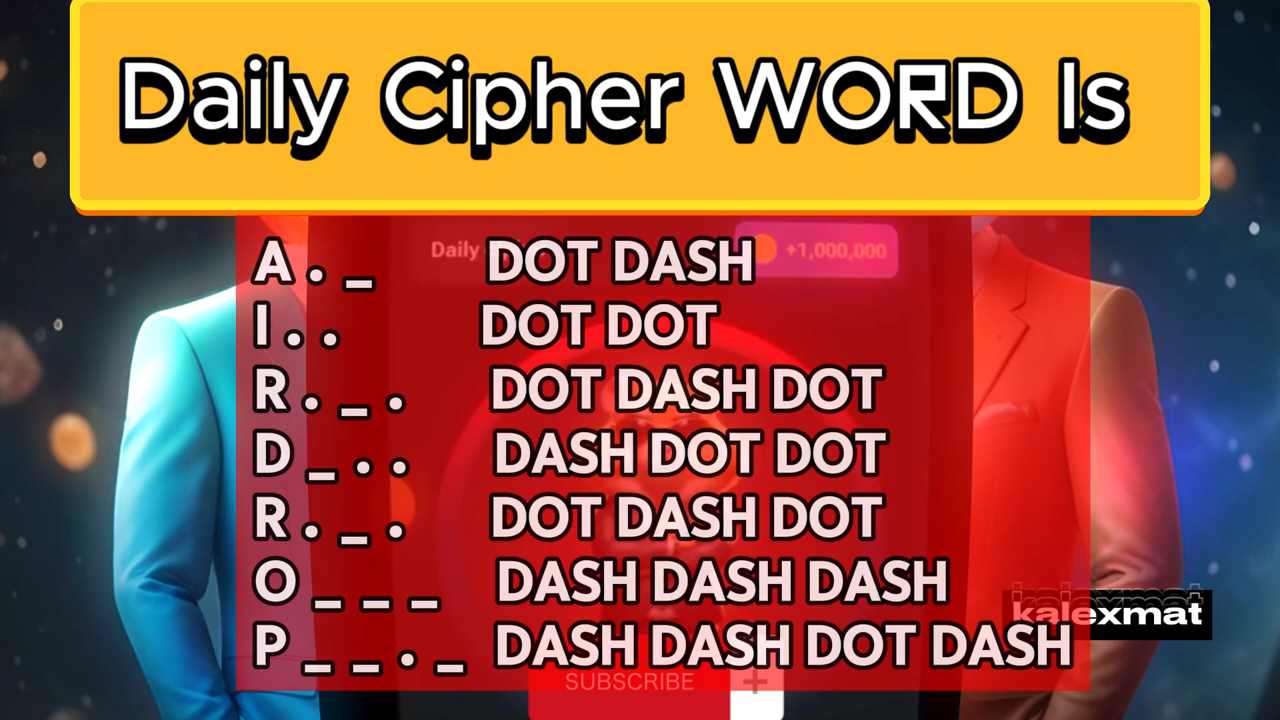 Daily Cipher WORD Is
Daily +1,000,000
A . _ DOT DASH
I . . DOT DOT
R . _ . DOT DASH DOT
D _ . . DASH DOT DOT
R . _ . DOT DASH DOT
O _ _ _ DASH DASH DASH
P _ _ . _ DASH DASH DOT DASH
kalexmat
SUBSCRIBE +